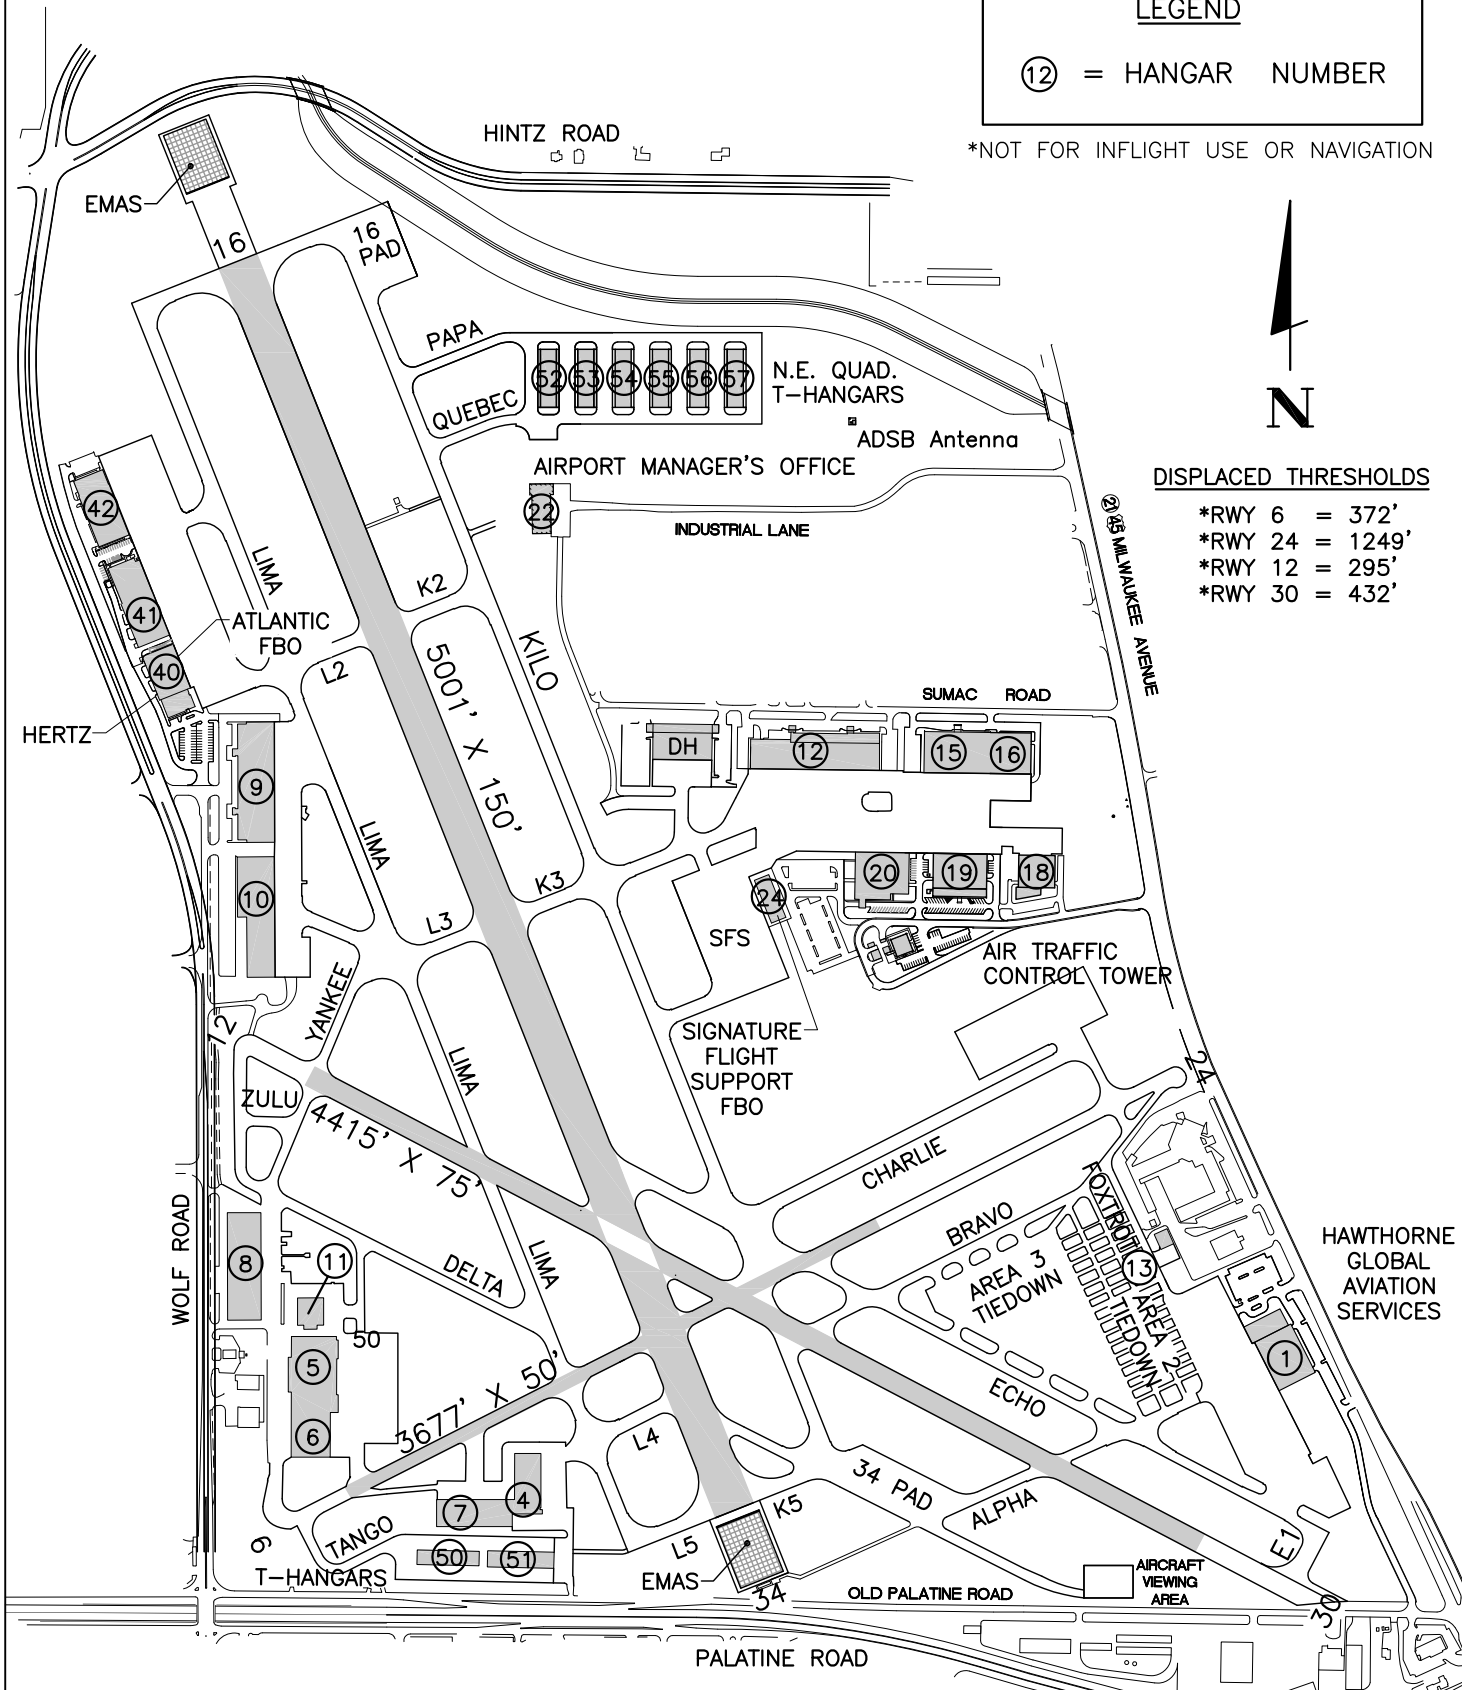 LEGEND
12 = HANGAR NUMBER
*NOT FOR INFLIGHT USE OR NAVIGATION
HINTZ ROAD
EMAS
16
16
PAD
PAPA
QUEBEC
52 53 54 55 56 57
N.E. QUAD.
T-HANGARS
ADSB Antenna
N
AIRPORT MANAGER'S OFFICE
22
INDUSTRIAL LANE
DISPLACED THRESHOLDS
*RWY 6 = 372'
*RWY 24 = 1249'
*RWY 12 = 295'
*RWY 30 = 432'
21 45 MILWAUKEE AVENUE
42
41
40
LIMA
K2
ATLANTIC
FBO
L2
KILO
5001' X 150'
HERTZ
SUMAC ROAD
DH
12
15
16
9
LIMA
10
K3
L3
24
20
19
18
SFS
AIR TRAFFIC
CONTROL TOWER
YANKEE
12
SIGNATURE
FLIGHT
SUPPORT
FBO
LIMA
24
ZULU
4415' X 75'
CHARLIE
FOXTROT
BRAVO
WOLF ROAD
8
11
DELTA
LIMA
AREA 3
TIEDOWN
13
AREA 2
TIEDOWN
HAWTHORNE
GLOBAL
AVIATION
SERVICES
50
5
6
1
3677' X 50'
ECHO
L4
34 PAD
4
7
K5
ALPHA
TANGO
6
50
51
L5
E1
T-HANGARS
EMAS
34
OLD PALATINE ROAD
AIRCRAFT
VIEWING
AREA
30
PALATINE ROAD